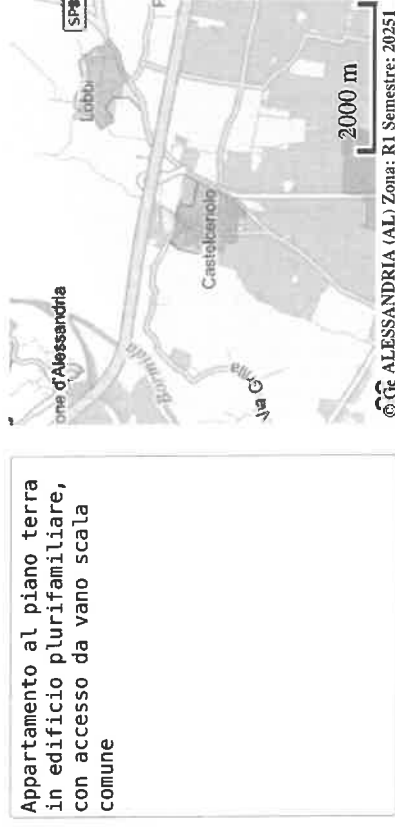 Appartamento al piano terra
in edificio plurifamiliare,
con accesso da vano scala
comune
one d'Alessandria
Lobbi
Bormida
Castelceriolo
Via Grilla
2000 m
ALESSANDRIA (AL) Zona: R1 Semestre: 20251